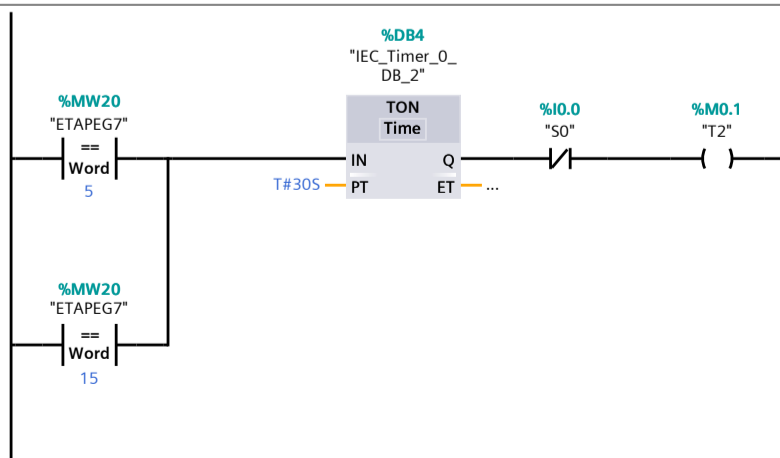 %DB4
"IEC_Timer_0_
DB_2"
%MW20
"ETAPEG7"
==
Word
5
TON
Time
IN
Q
T#30S
PT
ET
...
%I0.0
"S0"
%M0.1
"T2"
%MW20
"ETAPEG7"
==
Word
15